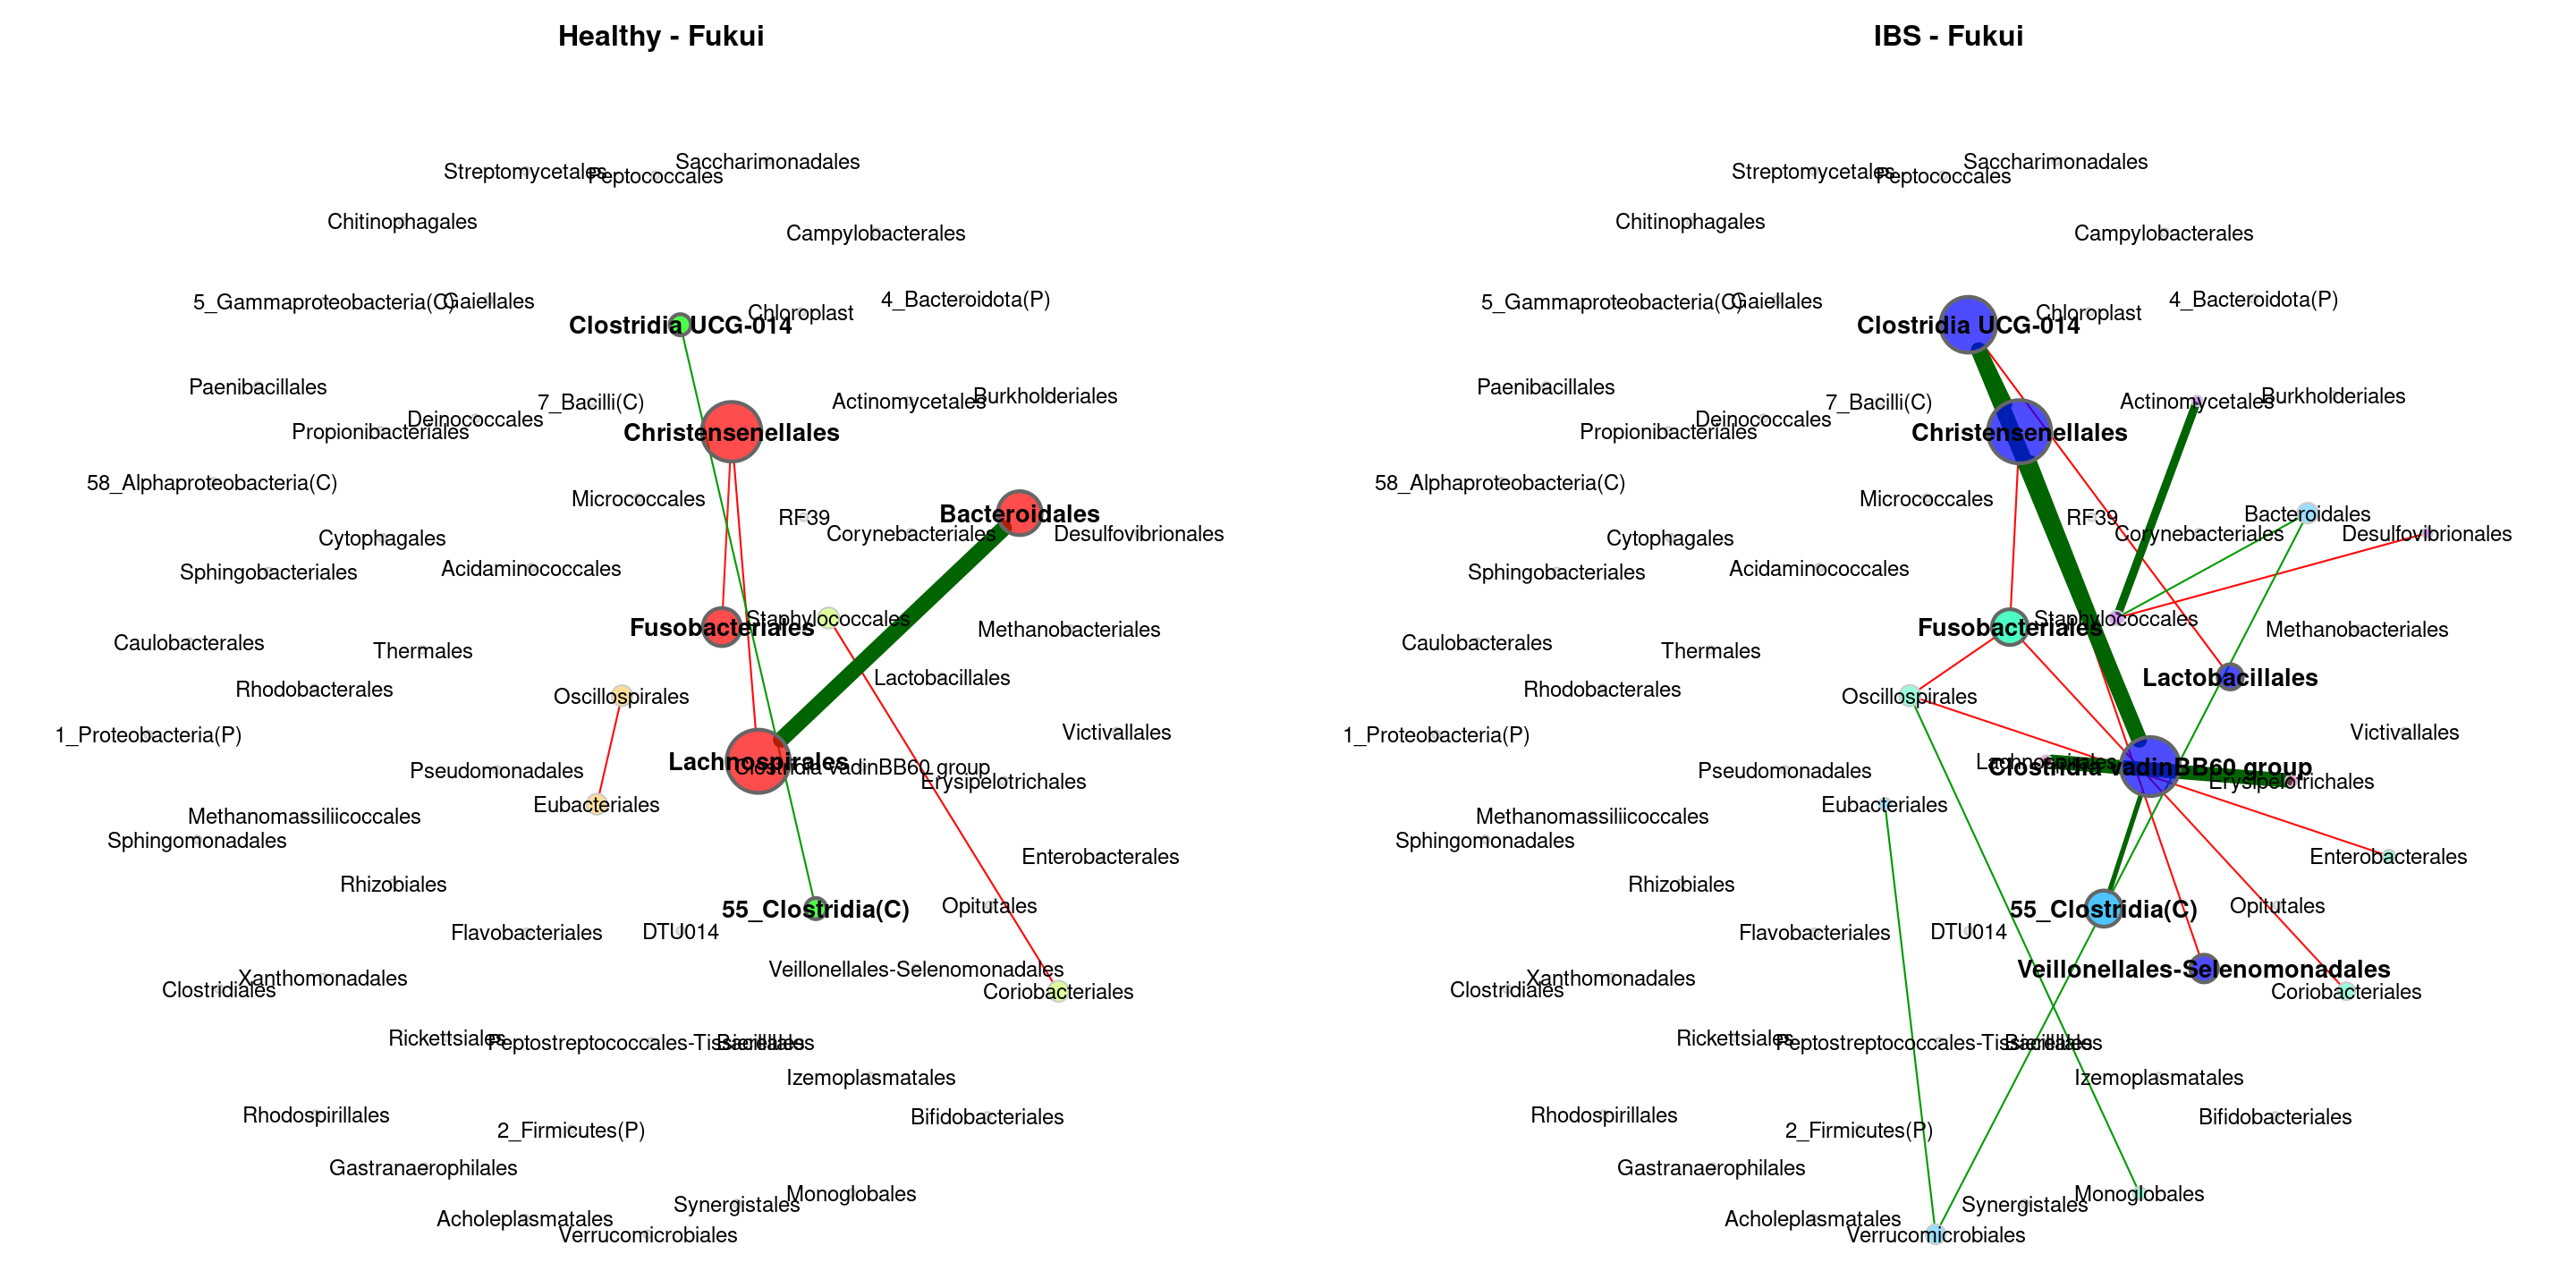 Healthy - Fukui
Saccharimonadales
Streptomycetales
Peptococcales
Chitinophagales
Campylobacterales
4_Bacteroidota(P)
5_Gammaproteobacteria(C)
Gaiellales
Chloroplast
Clostridia UCG-014
Paenibacillales
Burkholderiales
7_Bacilli(C)
Actinomycetales
Deinococcales
Propionibacteriales
Christensenellales
58_Alphaproteobacteria(C)
Micrococcales
Bacteroidales
RF39
Corynebacteriales
Desulfovibrionales
Cytophagales
Acidaminococcales
Sphingobacteriales
Staphylococcales
Fusobacteriales
Methanobacteriales
Caulobacterales
Thermales
Lactobacillales
Rhodobacterales
Oscillospirales
Victivallales
1_Proteobacteria(P)
Lachnospirales
Clostridia vadinBB60 group
Pseudomonadales
Erysipelotrichales
Eubacteriales
Methanomassiliicoccales
Sphingomonadales
Enterobacterales
Rhizobiales
Opitutales
55_Clostridia(C)
Flavobacteriales
DTU014
Veillonellales-Selenomonadales
Xanthomonadales
Clostridiales
Coriobacteriales
Rickettsiales
Peptostreptococcales-Tissierellales
Bacillales
Izemoplasmatales
Rhodospirillales
Bifidobacteriales
2_Firmicutes(P)
Gastranaerophilales
Monoglobales
Synergistales
Acholeplasmatales
Verrucomicrobiales
IBS - Fukui
Saccharimonadales
Streptomycetales
Peptococcales
Chitinophagales
Campylobacterales
4_Bacteroidota(P)
5_Gammaproteobacteria(C)
Gaiellales
Chloroplast
Clostridia UCG-014
Paenibacillales
Burkholderiales
7_Bacilli(C)
Actinomycetales
Deinococcales
Propionibacteriales
Christensenellales
58_Alphaproteobacteria(C)
Micrococcales
Bacteroidales
RF39
Corynebacteriales
Desulfovibrionales
Cytophagales
Acidaminococcales
Sphingobacteriales
Staphylococcales
Fusobacteriales
Methanobacteriales
Caulobacterales
Thermales
Lactobacillales
Rhodobacterales
Oscillospirales
Victivallales
1_Proteobacteria(P)
Lachnospirales
Clostridia vadinBB60 group
Pseudomonadales
Erysipelotrichales
Eubacteriales
Methanomassiliicoccales
Sphingomonadales
Enterobacterales
Rhizobiales
Opitutales
55_Clostridia(C)
Flavobacteriales
DTU014
Veillonellales-Selenomonadales
Xanthomonadales
Clostridiales
Coriobacteriales
Rickettsiales
Peptostreptococcales-Tissierellales
Bacillales
Izemoplasmatales
Rhodospirillales
Bifidobacteriales
2_Firmicutes(P)
Gastranaerophilales
Monoglobales
Synergistales
Acholeplasmatales
Verrucomicrobiales